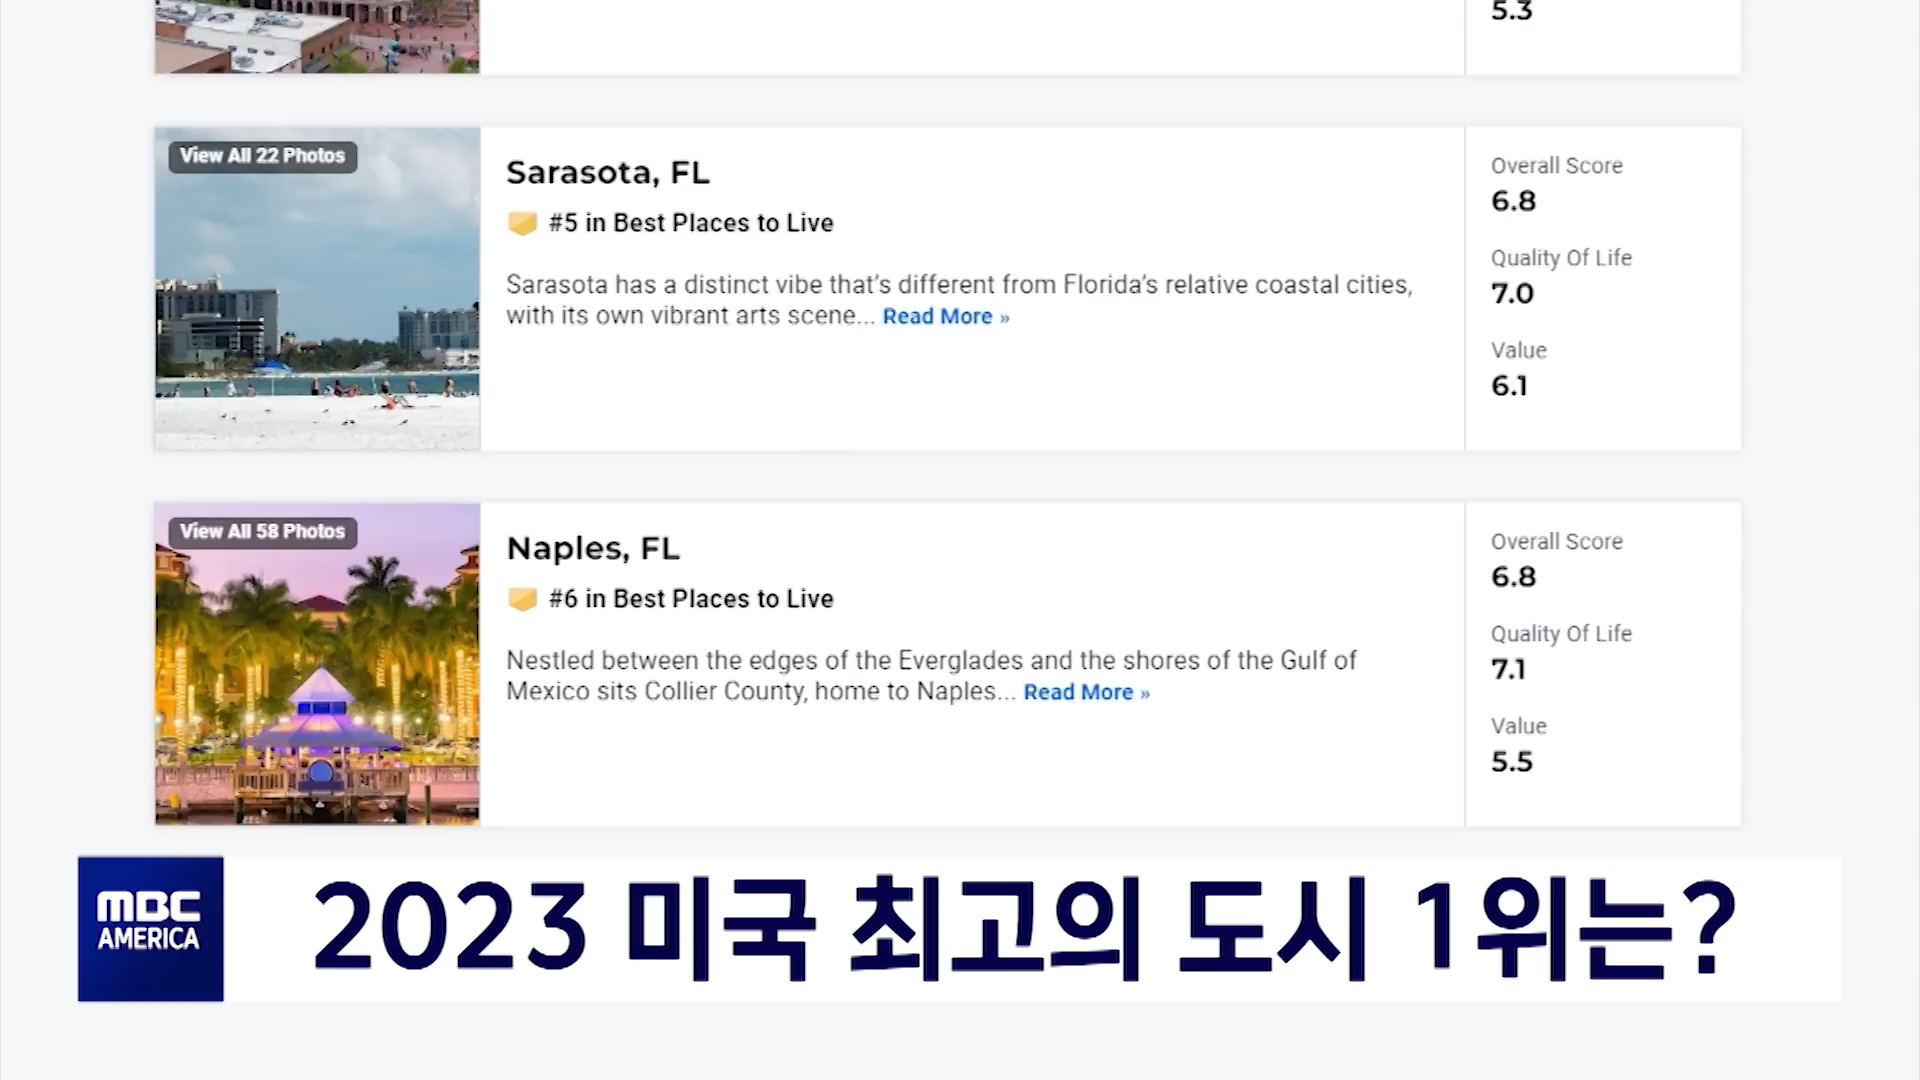 5.3
View All 22 Photos
Sarasota, FL
#5 in Best Places to Live
Sarasota has a distinct vibe that's different from Florida's relative coastal cities,
with its own vibrant arts scene... Read More »
Overall Score
6.8
Quality Of Life
7.0
Value
6.1
View All 58 Photos
Naples, FL
#6 in Best Places to Live
Nestled between the edges of the Everglades and the shores of the Gulf of
Mexico sits Collier County, home to Naples... Read More »
Overall Score
6.8
Quality Of Life
7.1
Value
5.5
MBC
AMERICA
2023 미국 최고의 도시 1위는?